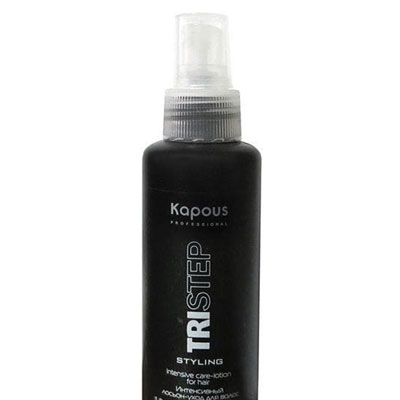 Kapous
PROFESSIONAL
TRISTEP
STYLING
Intensive care-lotion
for hair
Интенсивный
лосьон-уход для волос